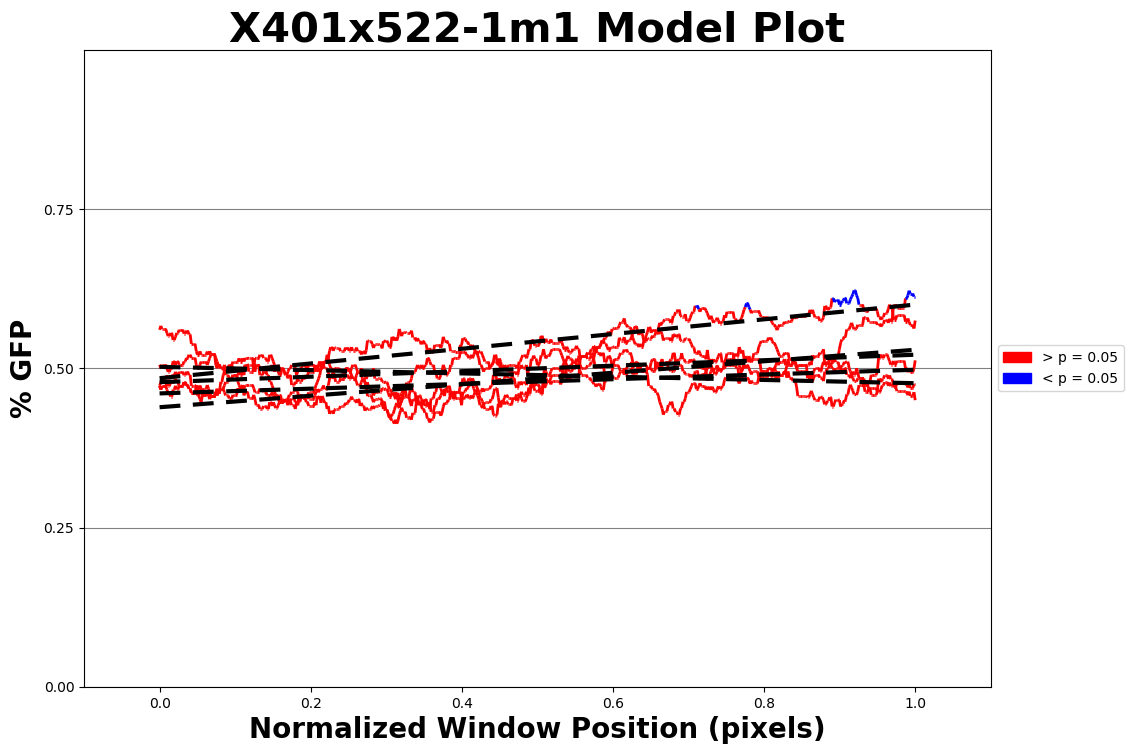 X401x522-1m1 Model Plot
% GFP
0.75
0.50
0.25
0.00
0.0 0.2 0.4 0.6 0.8 1.0
Normalized Window Position (pixels)
> p = 0.05
< p = 0.05